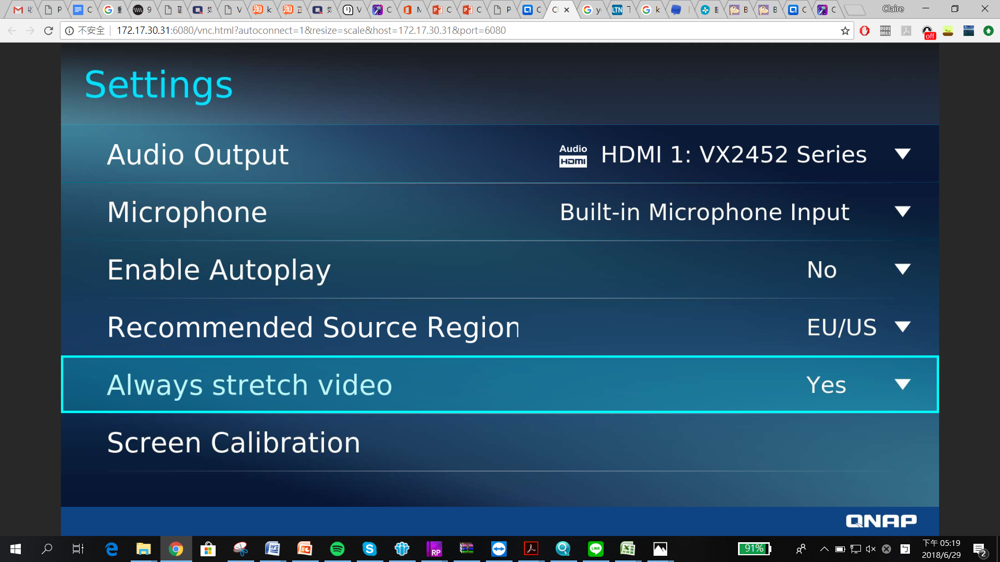 Claire
不安全
172.17.30.31:6080/vnc.html?autoconnect=1&resize=scale&host=172.17.30.31&port=6080
off
Settings
Audio Output
Audio HDMI
HDMI 1: VX2452 Series
Microphone
Built-in Microphone Input
Enable Autoplay
No
Recommended Source Region
EU/US
Always stretch video
Yes
Screen Calibration
QNAP
91%
下午 05:19
2018/6/29
2